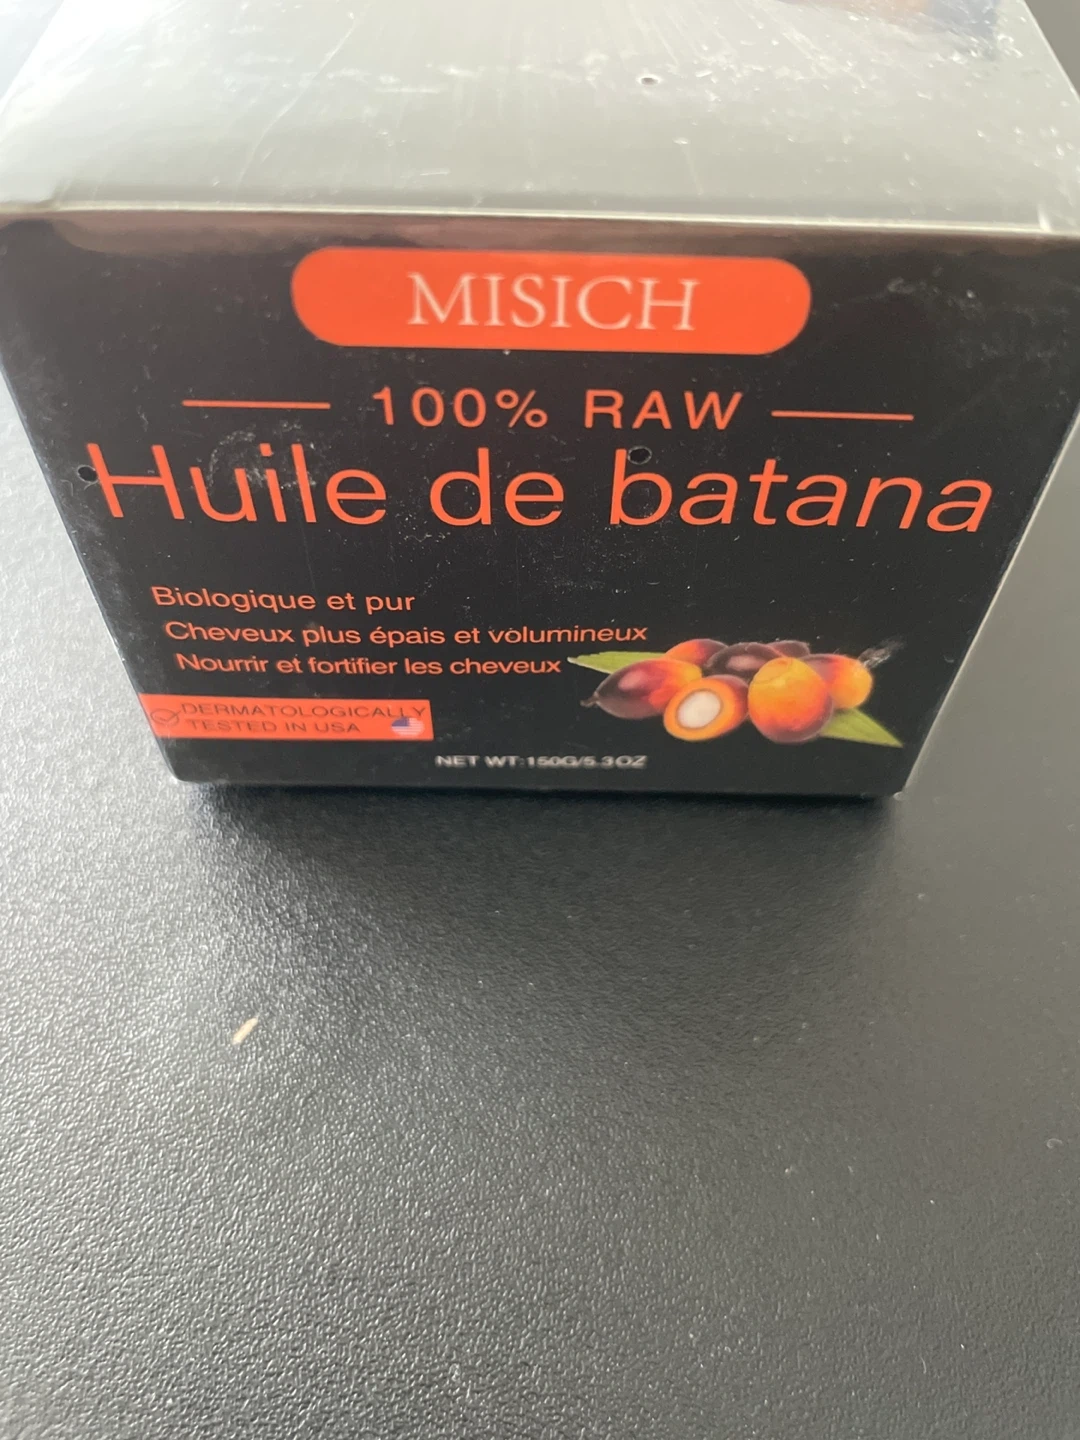 MISICH
100% RAW
Huile de batana
Biologique et pur
Cheveux plus épais et volumineux
Nourrir et fortifier les cheveux
DERMATOLOGICALLY
TESTED IN USA
NET WT:150G/5.3OZ